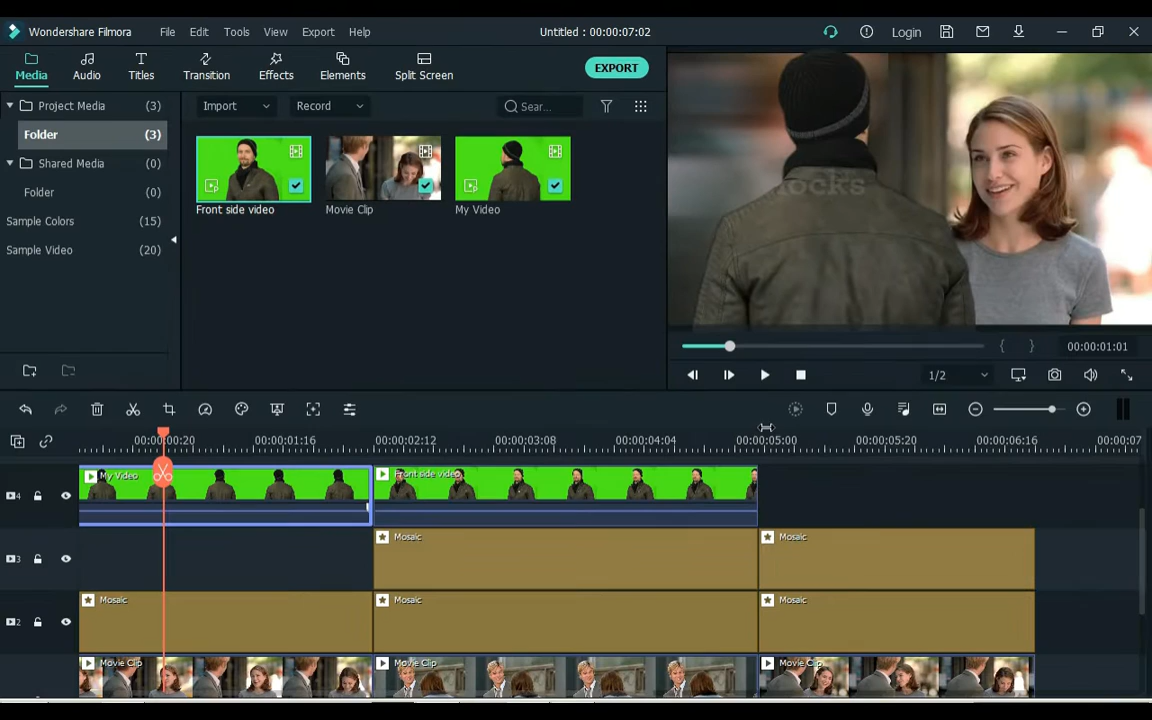 Wondershare Filmora File Edit Tools View Export Help Untitled : 00:00:07:02 Login
Media Audio Titles Transition Effects Elements Split Screen EXPORT
Project Media (3)
Folder (3)
Shared Media (0)
Folder (0)
Sample Colors (15)
Sample Video (20)
Import Record Sear...
Front side video Movie Clip My Video
ocks
{ } 00:00:01:01
1/2
00:00:00:20 00:00:01:16 00:00:02:12 00:00:03:08 00:00:04:04 00:00:05:00 00:00:05:20 00:00:06:16 00:00:07
4 My Video Front side video
3 Mosaic Mosaic
2 Mosaic Mosaic Mosaic
Movie Clip Movie Clip Movie Clip